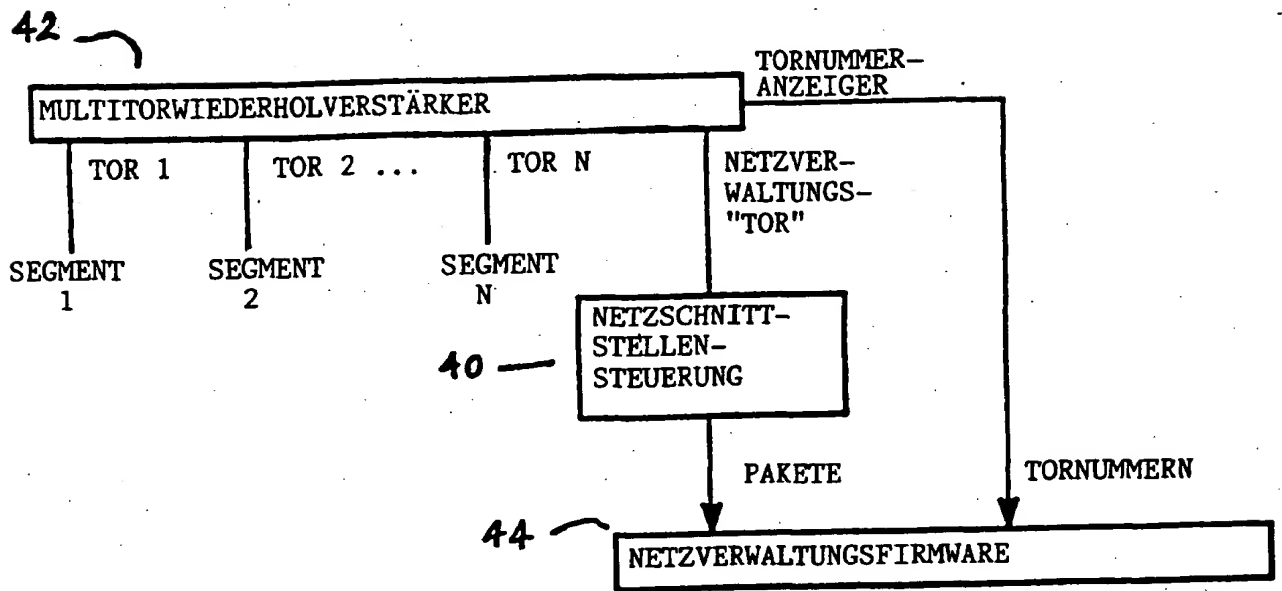 42
TORNUMMER-
ANZEIGER
MULTITORWIEDERHOLVERSTÄRKER
TOR 1
TOR 2 ...
TOR N
NETZVER-
WALTUNGS-
"TOR"
SEGMENT
1
SEGMENT
2
SEGMENT
N
NETZSCHNITT-
STELLEN-
STEUERUNG
40
PAKETE
TORNUMMERN
44
NETZVERWALTUNGSFIRMWARE